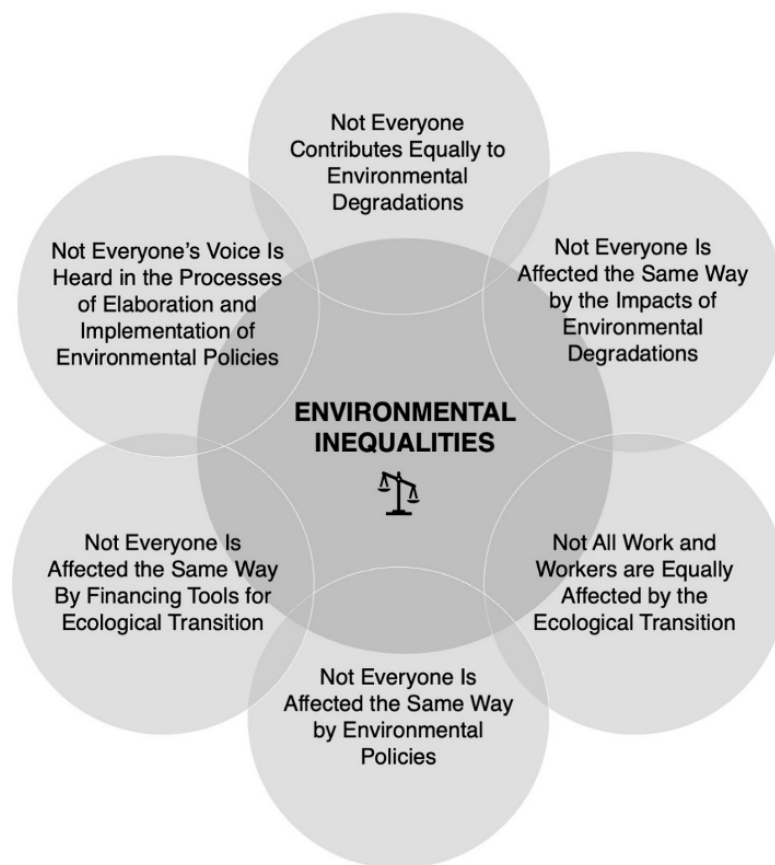 Not Everyone
Contributes Equally to
Environmental
Degradations
Not Everyone Is
Affected the Same Way
by the Impacts of
Environmental
Degradations
Not All Work and
Workers are Equally
Affected by the
Ecological Transition
Not Everyone Is
Affected the Same Way
by Environmental
Policies
Not Everyone Is
Affected the Same Way
By Financing Tools for
Ecological Transition
Not Everyone’s Voice Is
Heard in the Processes
of Elaboration and
Implementation of
Environmental Policies
ENVIRONMENTAL
INEQUALITIES